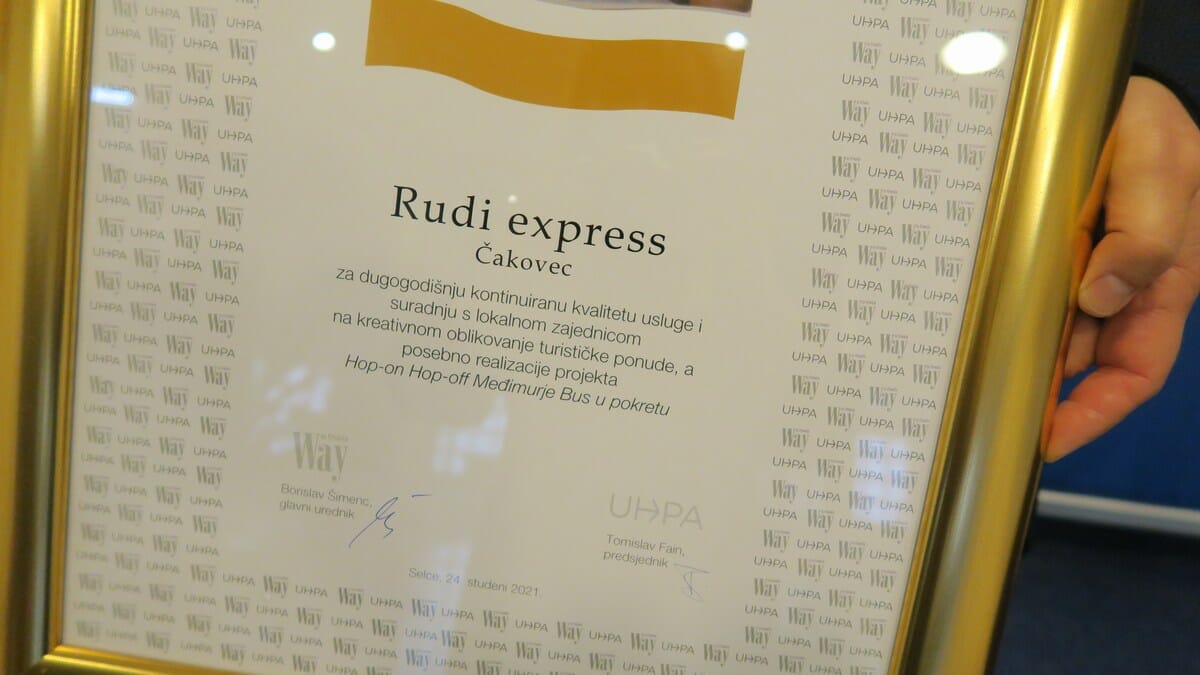 Rudi express
Čakovec
za dugogodišnju kontinuiranu kvalitetu usluge i
suradnju s lokalnom zajednicom
na kreativnom oblikovanje turističke ponude, a
posebno realizacije projekta
Hop-on Hop-off Međimurje Bus u pokretu
Way
Borislav Šimenc,
glavni urednik
UHPA
Tomislav Fain,
predsjednik
Selce, 24. studeni 2021.